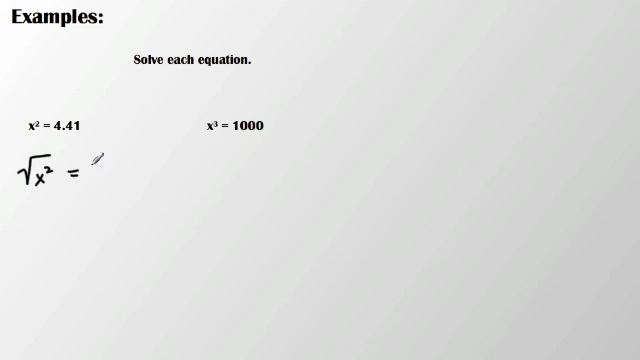 Examples:
Solve each equation.
x² = 4.41 x³ = 1000
√x² =